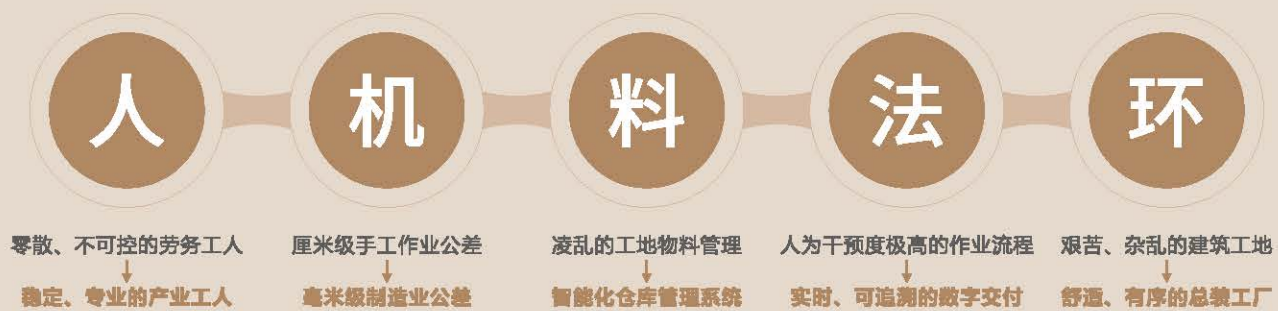 人 机 料 法 环
零散、不可控的劳务工人 厘米级手工作业公差 凌乱的工地物料管理 人为干预度极高的作业流程 艰苦、杂乱的建筑工地
稳定、专业的产业工人 毫米级制造业公差 智能化仓库管理系统 实时、可追溯的数字交付 舒适、有序的总装工厂